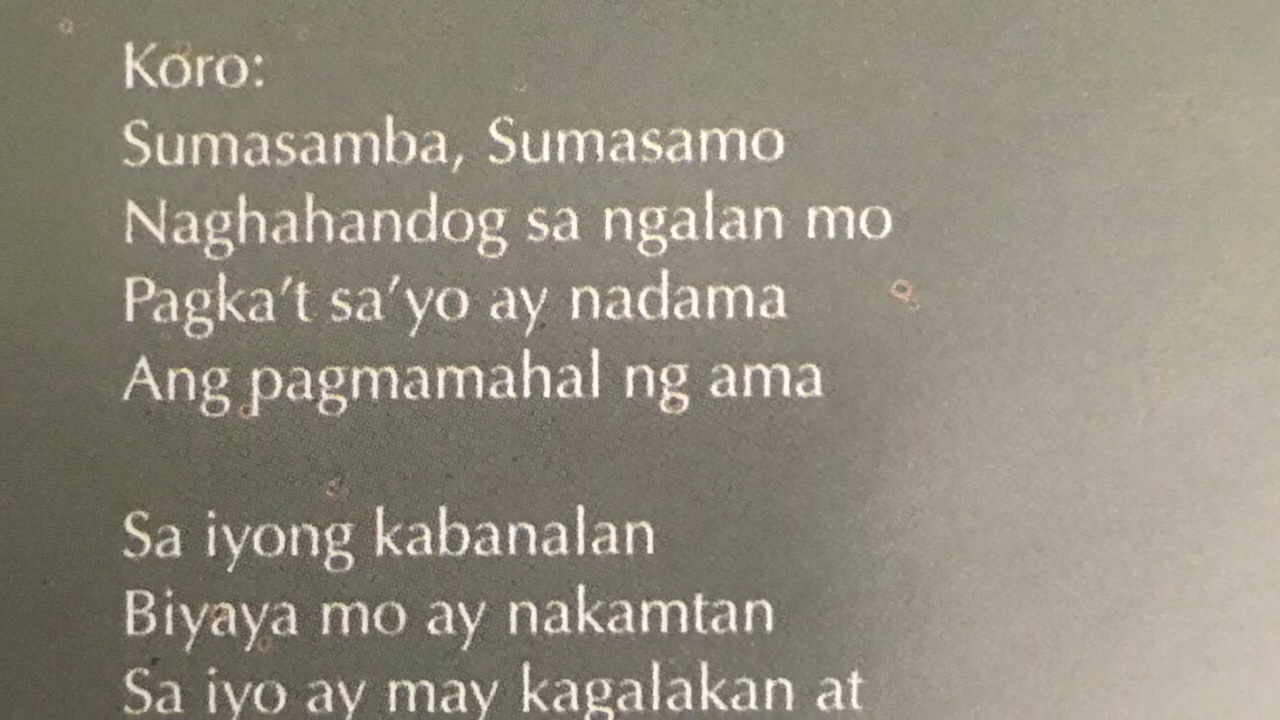 Koro:
Sumasamba, Sumasamo
Naghahandog sa ngalan mo
Pagka't sa'yo ay nadama
Ang pagmamahal ng ama
Sa iyong kabanalan
Biyaya mo ay nakamtan
Sa iyo ay may kagalakan at